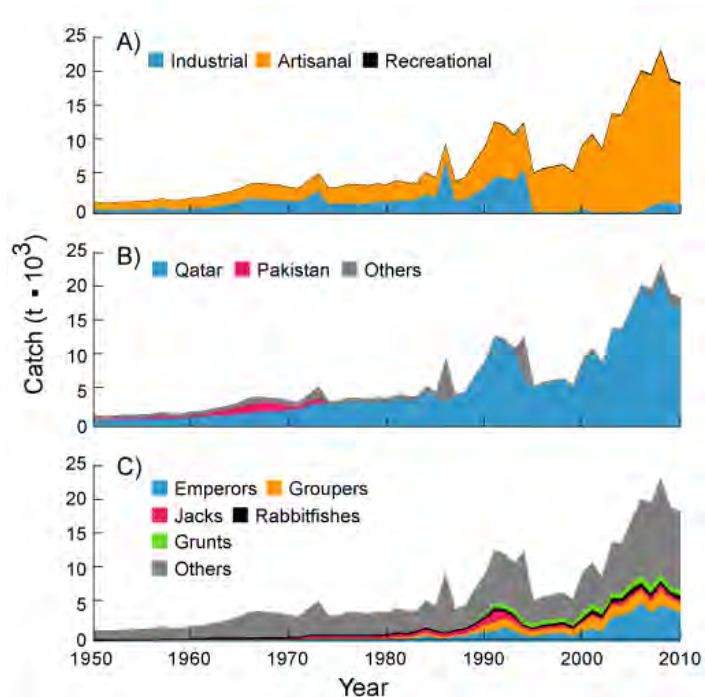 A)
Industrial Artisanal Recreational
25
20
15
10
5
0
B)
Qatar Pakistan Others
25
20
15
10
5
0
Catch (t ▪ 10³)
C)
Emperors Groupers
Jacks Rabbitfishes
Grunts
Others
25
20
15
10
5
0
1950 1960 1970 1980 1990 2000 2010
Year